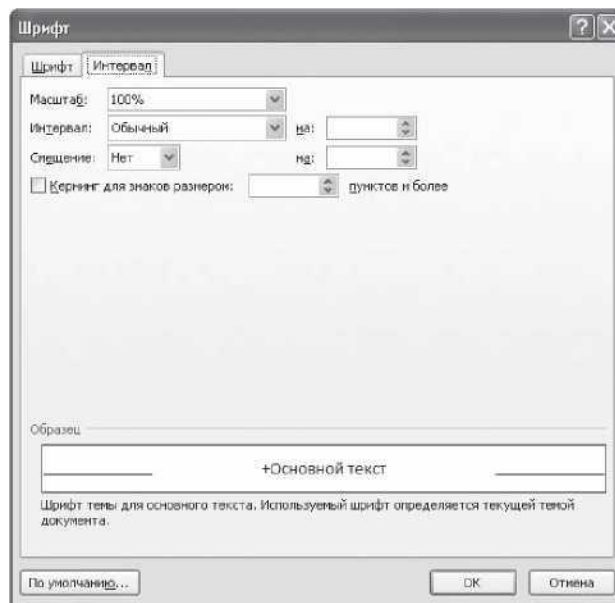 Шрифт
Шрифт Интервал
Масштаб: 100%
Интервал: Обычный на:
Смещение: Нет на:
Кернинг для знаков размером: пунктов и более
Образец
+Основной текст
Шрифт темы для основного текста. Используемый шрифт определяется текущей темой
документа.
По умолчанию... ОК Отмена